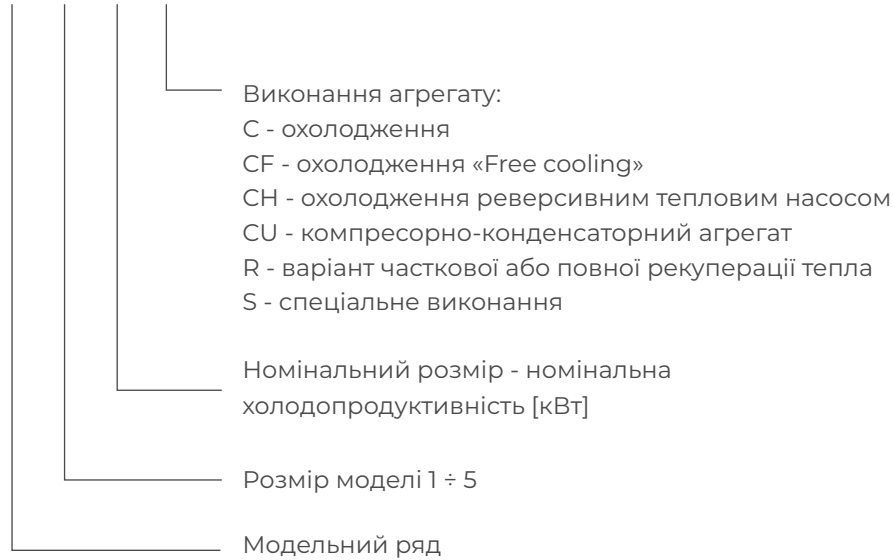 Виконання агрегату:
C - охолодження
CF - охолодження «Free cooling»
CH - охолодження реверсивним тепловим насосом
CU - компресорно-конденсаторний агрегат
R - варіант часткової або повної рекуперації тепла
S - спеціальне виконання
Номінальний розмір - номінальна
холодопродуктивність [кВт]
Розмір моделі 1 ÷ 5
Модельний ряд